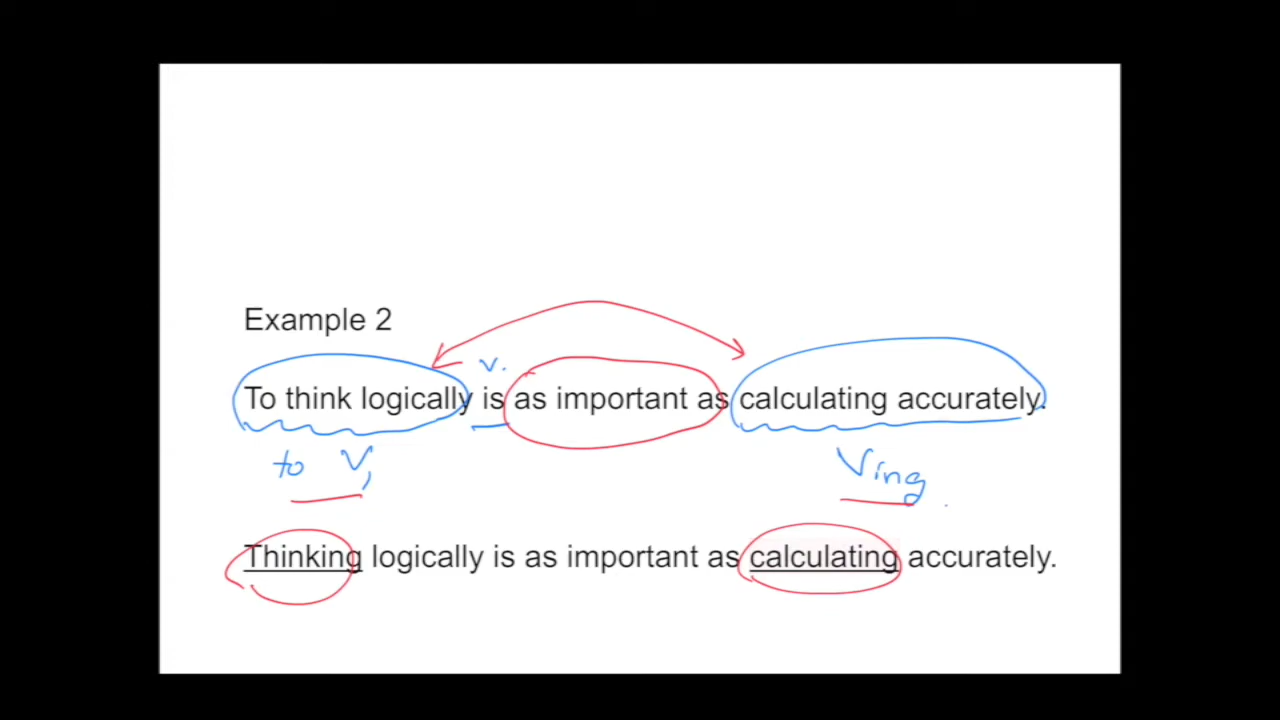 Example 2
v.
To think logically is as important as calculating accurately.
to V, Ving
Thinking logically is as important as calculating accurately.